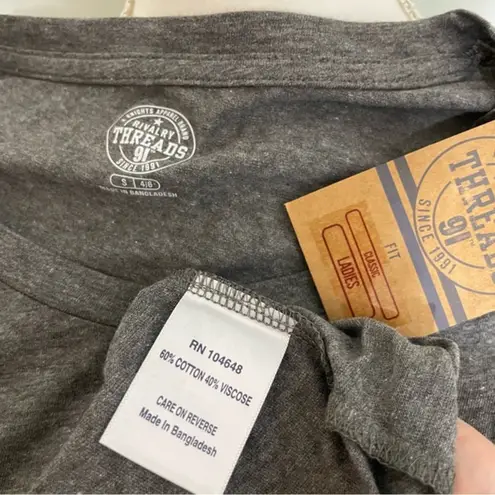 KNIGHTS APPAREL BRAND
RIVALRY
THREADS
91
SINCE 1991
S 4/6
MADE IN BANGLADESH
THREADS
91
SINCE 1991
FIT
CLASSIC
LADIES
RN 104648
60% COTTON 40% VISCOSE
CARE ON REVERSE
Made In Bangladesh